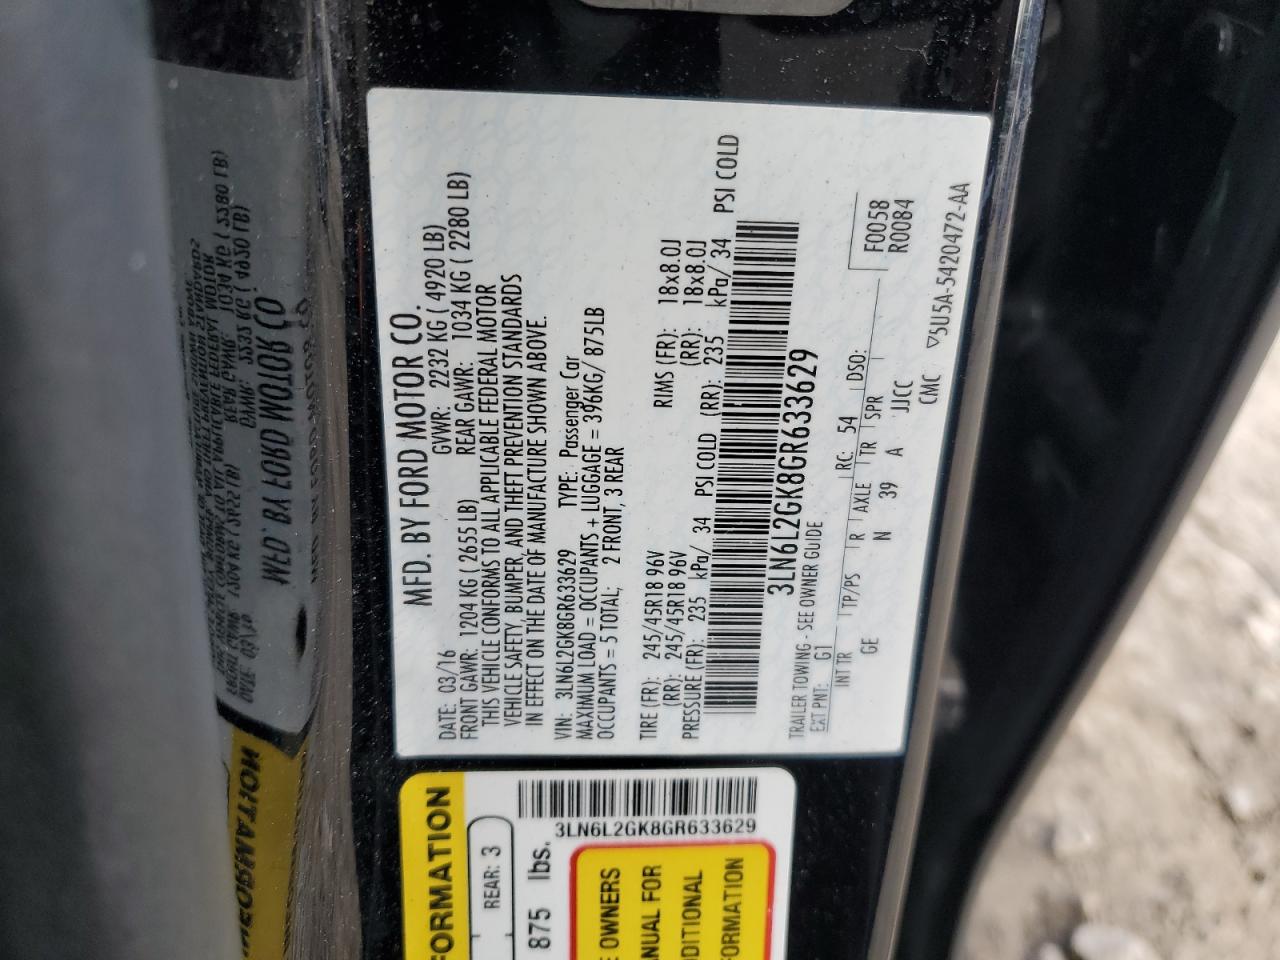 MFD. BY FORD MOTOR CO.
DATE: 03/16 GVWR: 2232 KG ( 4920 LB)
FRONT GAWR: 1204 KG ( 2655 LB) REAR GAWR: 1034 KG ( 2280 LB)
THIS VEHICLE CONFORMS TO ALL APPLICABLE FEDERAL MOTOR
VEHICLE SAFETY, BUMPER, AND THEFT PREVENTION STANDARDS
IN EFFECT ON THE DATE OF MANUFACTURE SHOWN ABOVE.
VIN: 3LN6L2GK8GR633629 TYPE: Passenger Car
MAXIMUM LOAD = OCCUPANTS + LUGGAGE = 396KG/ 875LB
OCCUPANTS = 5 TOTAL; 2 FRONT, 3 REAR
TIRE (FR): 245/45R18 96V RIMS (FR): 18x8.0J
(RR): 245/45R18 96V (RR): 18x8.0J
PRESSURE (FR): 235 kPa/ 34 PSI COLD (RR): 235 kPa/ 34 PSI COLD
3LN6L2GK8GR633629
TRAILER TOWING - SEE OWNER GUIDE
EXT PNT: G1 RC: 54 DSO: F0058
INT TR TP/PS R AXLE TR SPR R0084
GE N 39 A JJCC
CMC ▽5U5A-5420472-AA
FORMATION
REAR: 3
875 lbs.
3LN6L2GK8GR633629
OWNERS
ANUAL FOR
DITIONAL
FORMATION